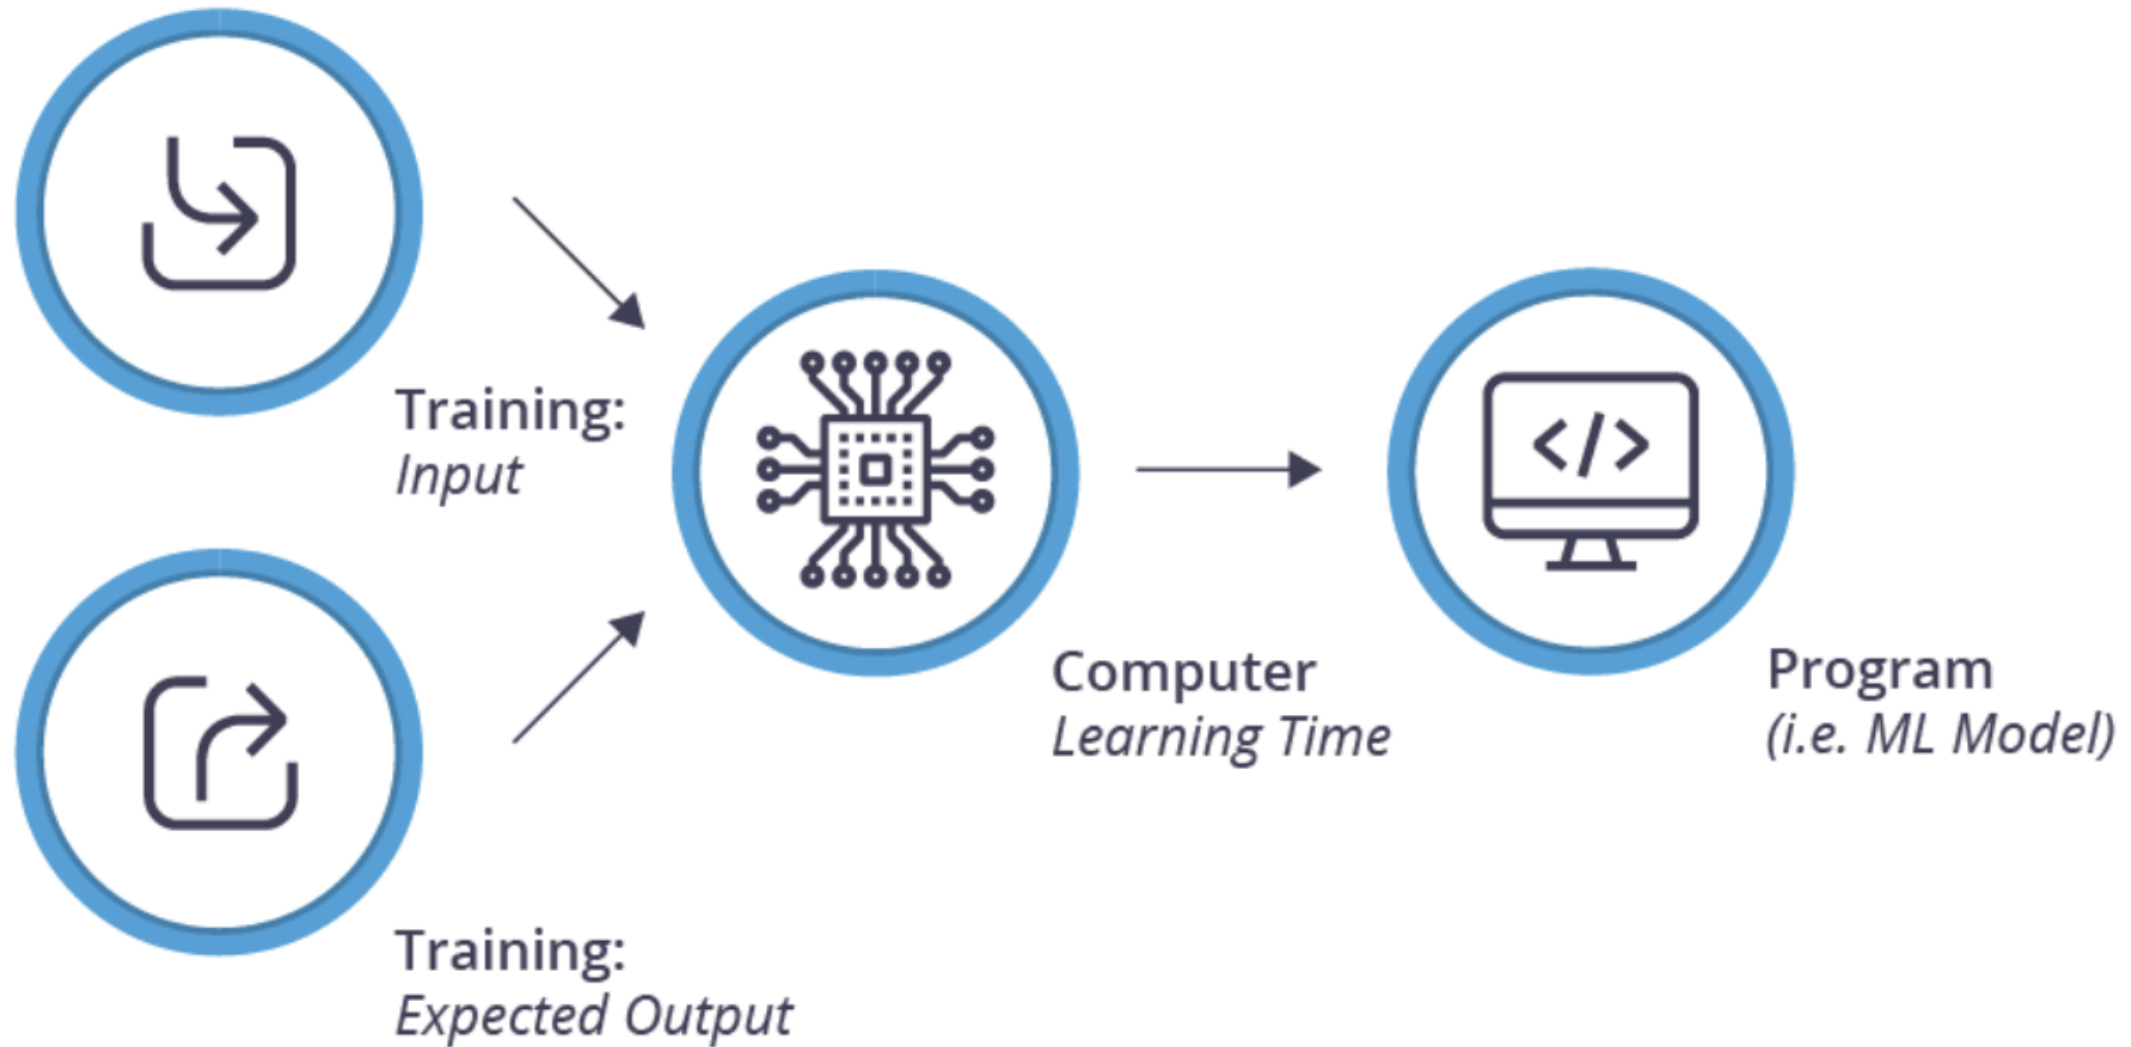 Training:
Input
Training:
Expected Output
Computer
Learning Time
</>
Program
(i.e. ML Model)